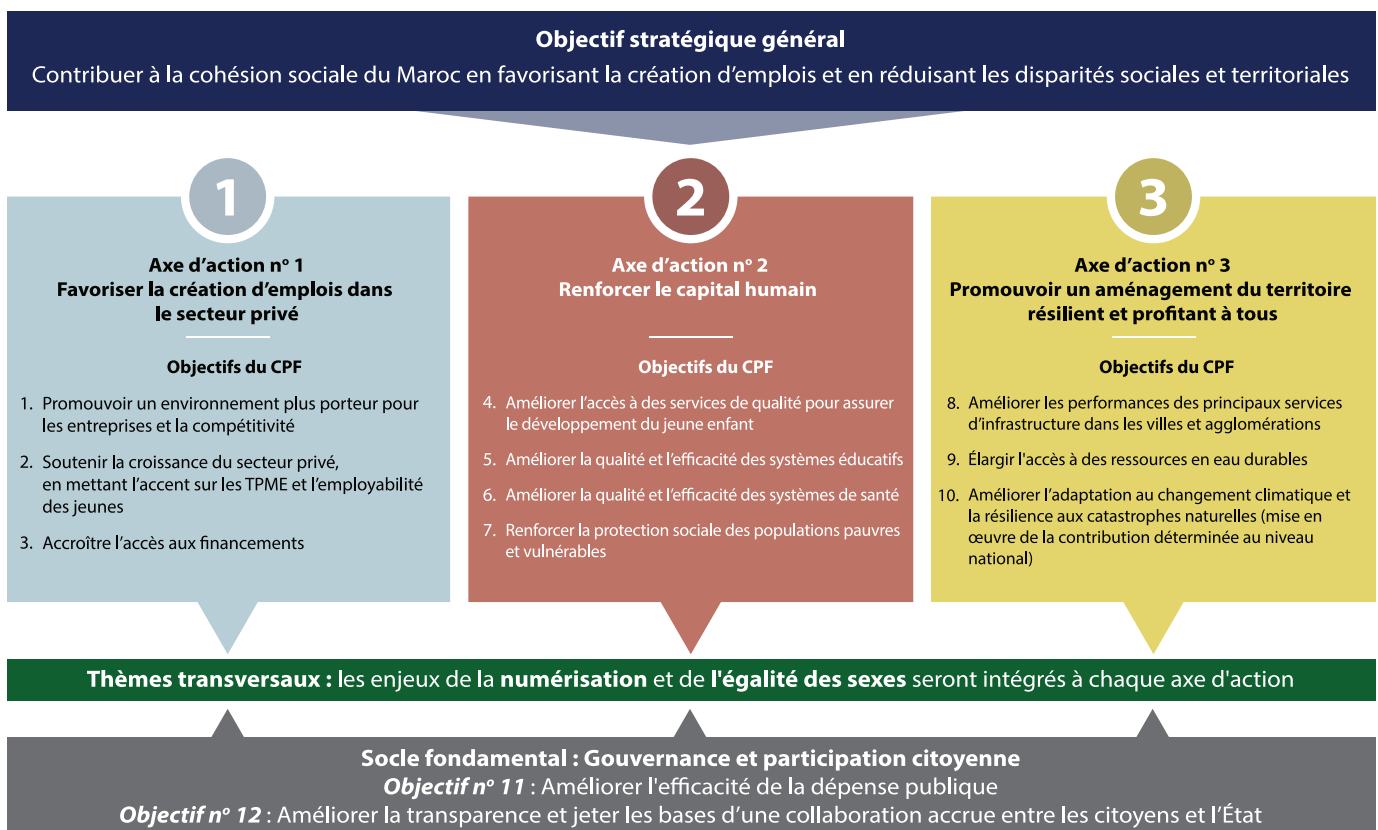 Objectif stratégique général
Contribuer à la cohésion sociale du Maroc en favorisant la création d’emplois et en réduisant les disparités sociales et territoriales
1
Axe d’action nº 1
Favoriser la création d’emplois dans
le secteur privé
Objectifs du CPF
1. Promouvoir un environnement plus porteur pour
les entreprises et la compétitivité
2. Soutenir la croissance du secteur privé,
en mettant l’accent sur les TPME et l’employabilité
des jeunes
3. Accroître l’accès aux financements
2
Axe d’action nº 2
Renforcer le capital humain
Objectifs du CPF
4. Améliorer l’accès à des services de qualité pour assurer
le développement du jeune enfant
5. Améliorer la qualité et l’efficacité des systèmes éducatifs
6. Améliorer la qualité et l’efficacité des systèmes de santé
7. Renforcer la protection sociale des populations pauvres
et vulnérables
3
Axe d’action nº 3
Promouvoir un aménagement du territoire
résilient et profitant à tous
Objectifs du CPF
8. Améliorer les performances des principaux services
d’infrastructure dans les villes et agglomérations
9. Élargir l'accès à des ressources en eau durables
10. Améliorer l’adaptation au changement climatique et
la résilience aux catastrophes naturelles (mise en
œuvre de la contribution déterminée au niveau
national)
Thèmes transversaux : les enjeux de la numérisation et de l'égalité des sexes seront intégrés à chaque axe d'action
Socle fondamental : Gouvernance et participation citoyenne
Objectif nº 11 : Améliorer l'efficacité de la dépense publique
Objectif nº 12 : Améliorer la transparence et jeter les bases d’une collaboration accrue entre les citoyens et l’État